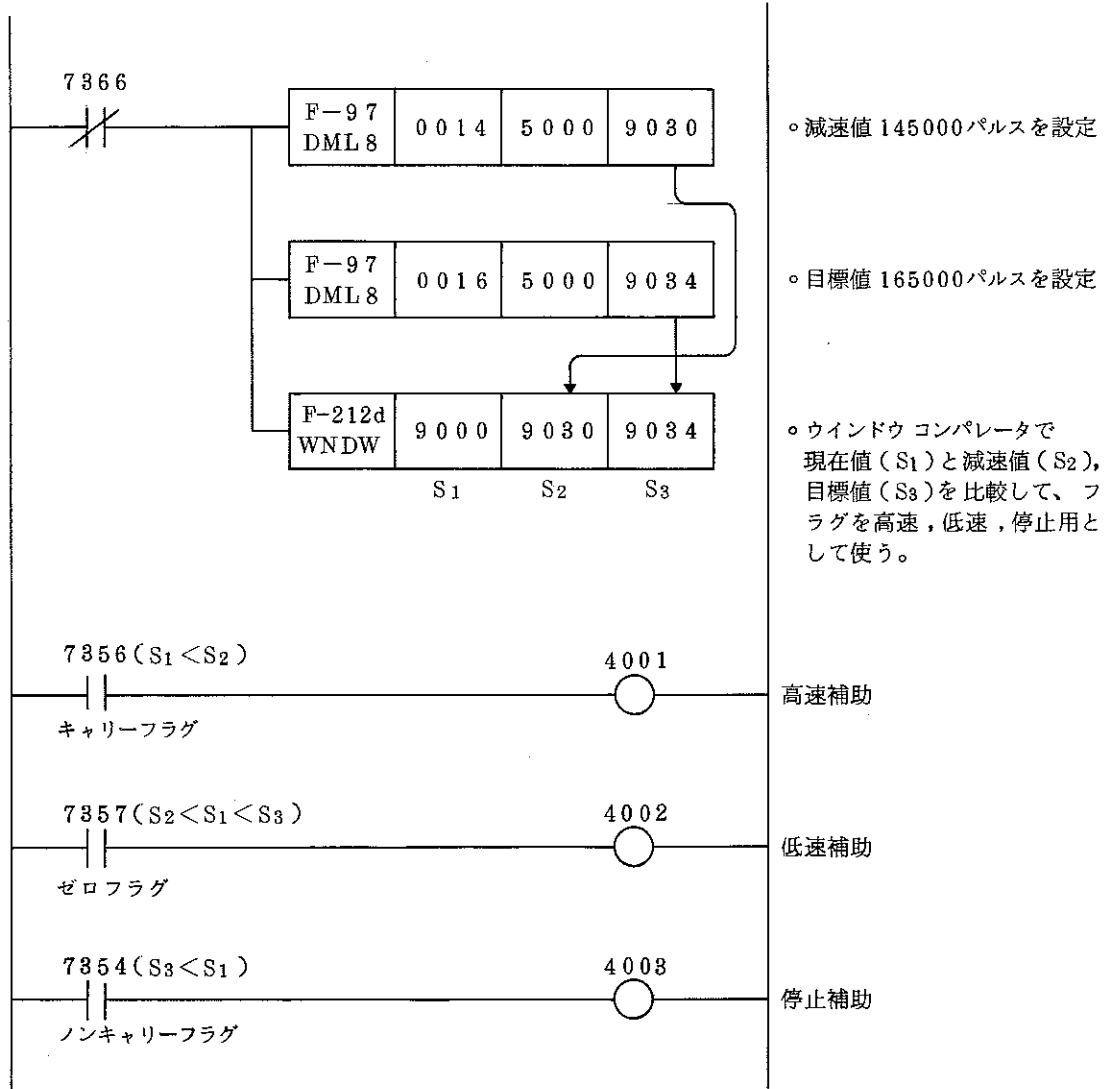 7366
F-97
DML8
0014
5000
9030
∘減速値145000パルスを設定
F-97
DML8
0016
5000
9034
∘目標値165000パルスを設定
F-212d
WNDW
9000
9030
9034
S1
S2
S3
∘ウインドウ コンパレータで
現在値(S1)と減速値(S2),
目標値(S3)を比較して、フ
ラグを高速,低速,停止用と
して使う。
7356(S1<S2)
4001
高速補助
キャリーフラグ
7357(S2<S1<S3)
4002
低速補助
ゼロフラグ
7354(S3<S1)
4003
停止補助
ノンキャリーフラグ